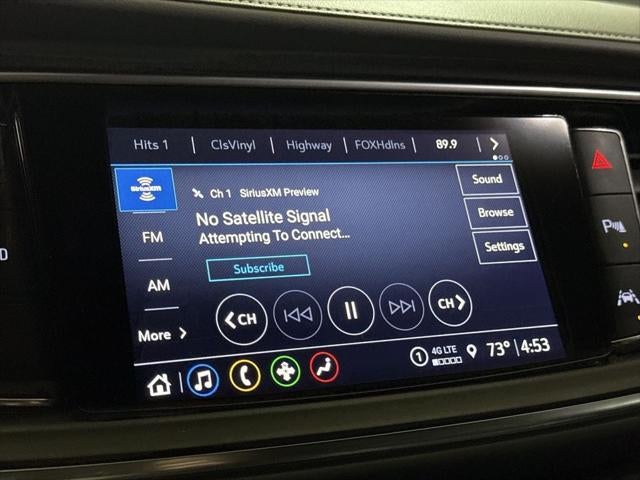 Hits 1 | ClsVinyl | Highway | FOXHdlns | 89.9 | >
SiriusXM
Ch 1 SiriusXM Preview
No Satellite Signal
Attempting To Connect...
Subscribe
Sound
Browse
Settings
FM
AM
More >
<CH
CH>
1 4G LTE 73° | 4:53
D